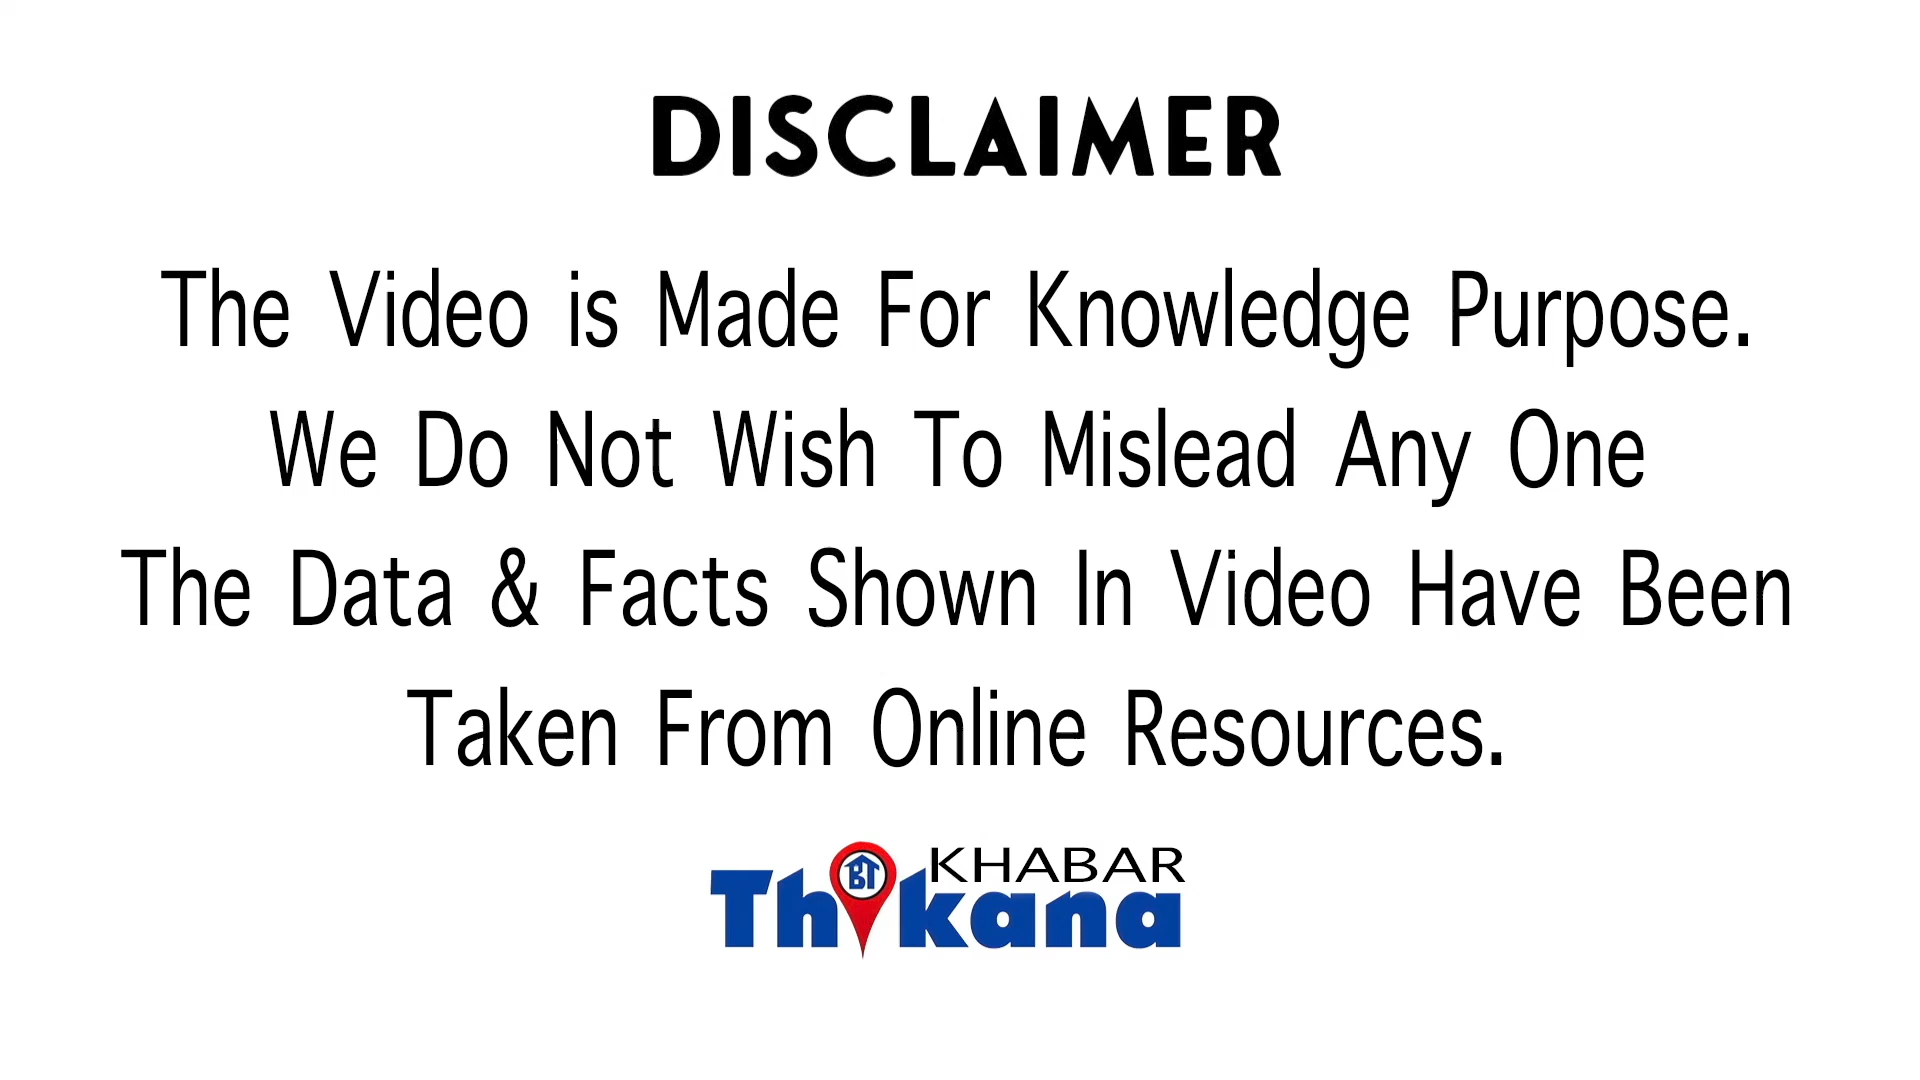 DISCLAIMER
The Video is Made For Knowledge Purpose.
We Do Not Wish To Mislead Any One
The Data & Facts Shown In Video Have Been
Taken From Online Resources.
KHABAR
BT
Thikana